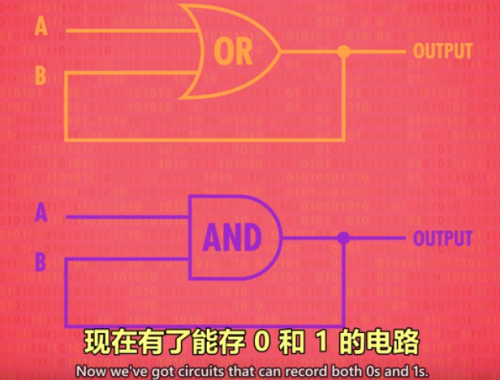 A
OR
OUTPUT
B
A
AND
OUTPUT
B
现在有了能存 0 和 1 的电路
Now we've got circuits that can record both 0s and 1s.